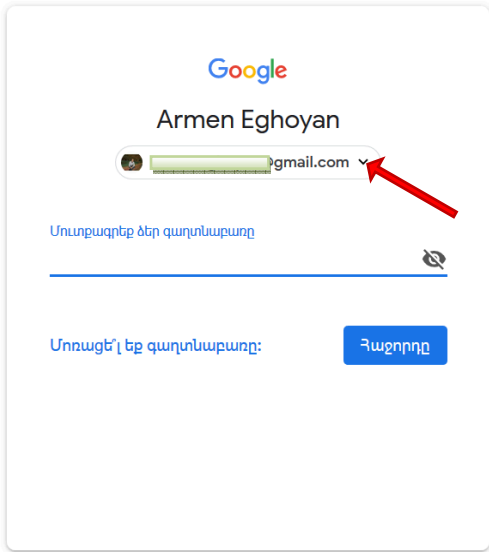 Google
Armen Eghoyan
@gmail.com
Մուտքագրեք ձեր գաղտնաբառը
Մոռացե՞լ եք գաղտնաբառը:
Հաջորդը